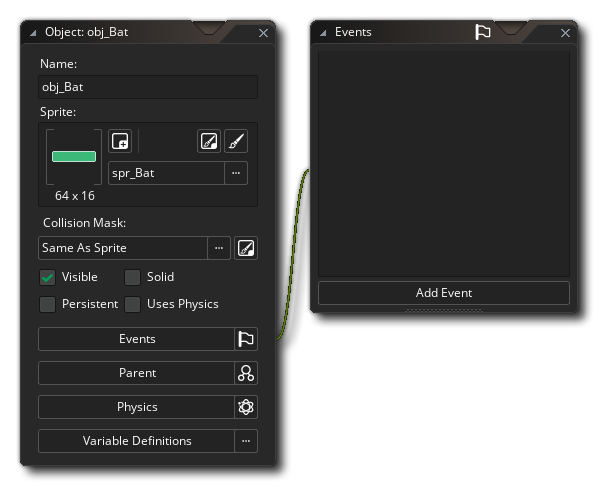 Object: obj_Bat
Name:
obj_Bat
Sprite:
spr_Bat
...
64 x 16
Collision Mask:
Same As Sprite
...
Visible
Solid
Persistent
Uses Physics
Events
Parent
Physics
Variable Definitions
...
Events
Add Event